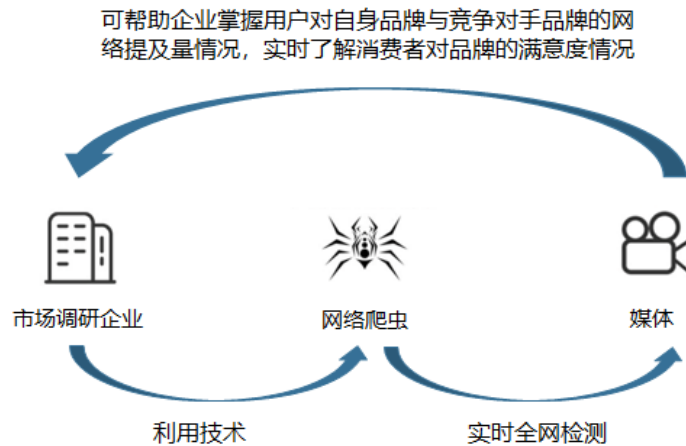 可帮助企业掌握用户对自身品牌与竞争对手品牌的网
络提及量情况，实时了解消费者对品牌的满意度情况
市场调研企业
网络爬虫
媒体
利用技术
实时全网检测